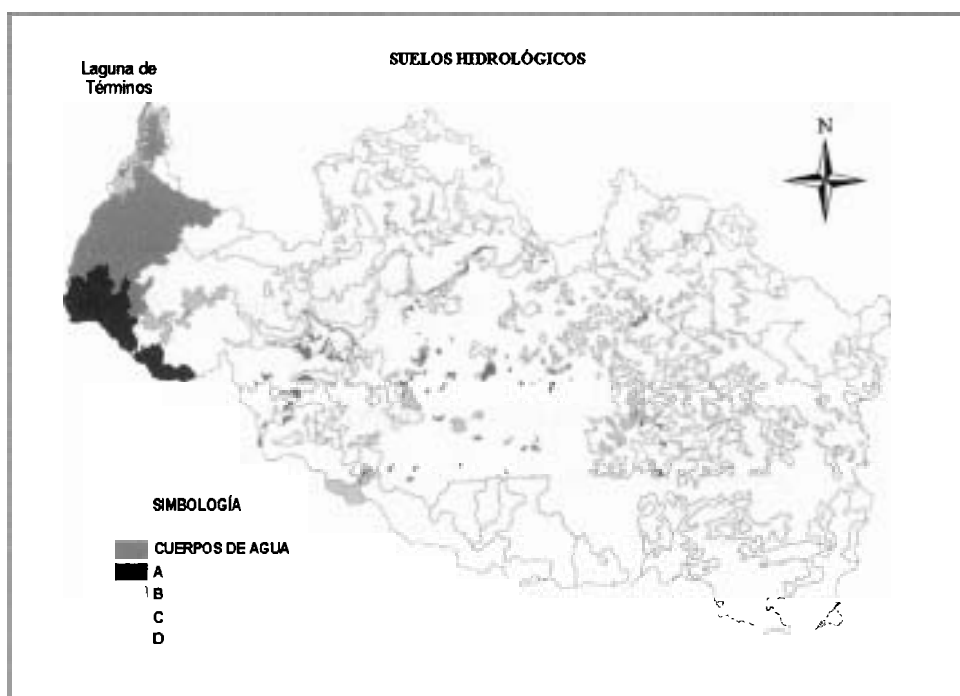 SUELOS HIDROLÓGICOS
Laguna de
Términos
N
SIMBOLOGÍA
CUERPOS DE AGUA
A
B
C
D